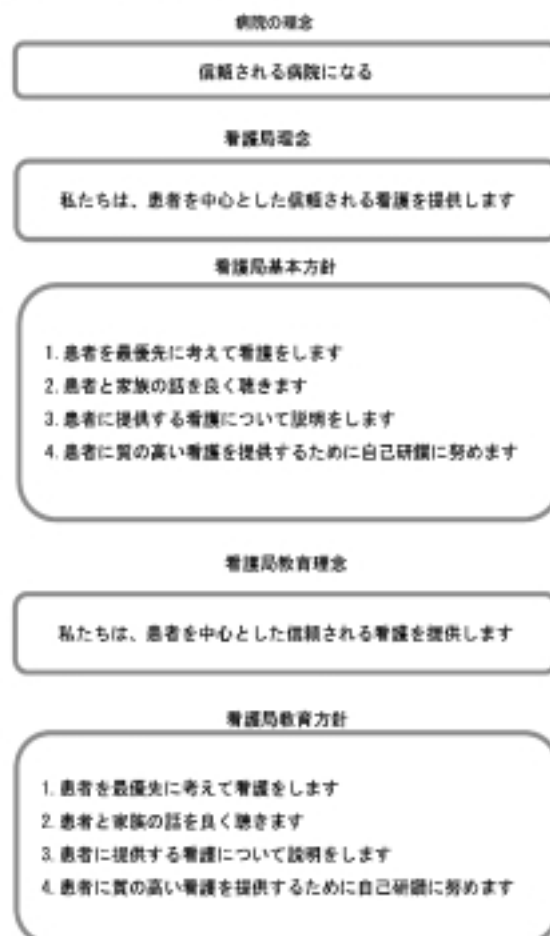 病院の理念
信頼される病院になる
看護局理念
私たちは、患者を中心とした信頼される看護を提供します
看護局基本方針
1. 患者を最優先に考えて看護をします
2. 患者と家族の話を良く聴きます
3. 患者に提供する看護について説明をします
4. 患者に質の高い看護を提供するために自己研鑽に努めます
看護局教育理念
私たちは、患者を中心とした信頼される看護を提供します
看護局教育方針
1. 患者を最優先に考えて看護をします
2. 患者と家族の話を良く聴きます
3. 患者に提供する看護について説明をします
4. 患者に質の高い看護を提供するために自己研鑽に努めます